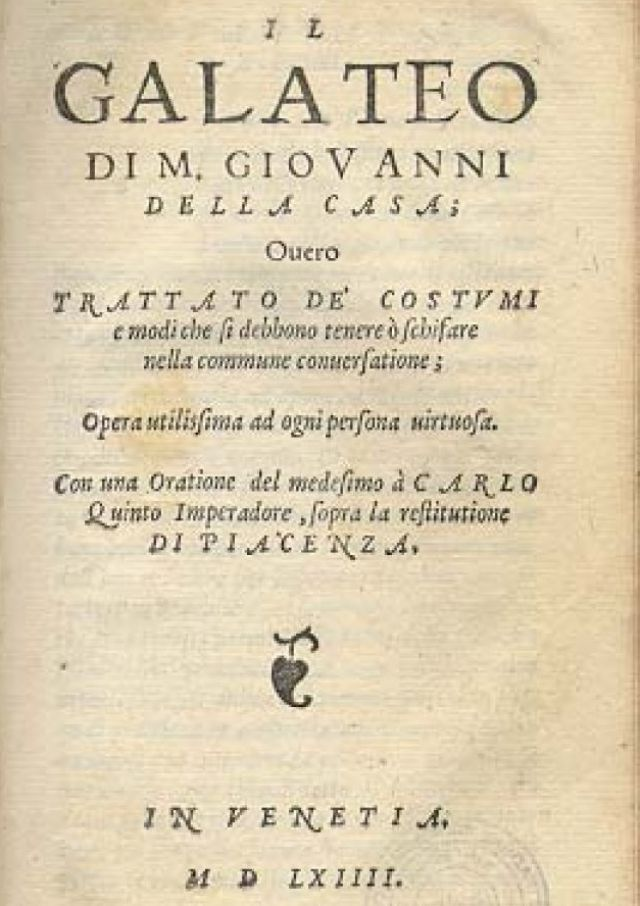 IL
GALATEO
DI M. GIOVANNI
DELLA CASA;
Ouero
TRATTATO DE' COSTVMI
e modi che ſi debbono tenere ò ſchifare
nella commune conuerſatione;
Opera utiliſſima ad ogni perſona uirtuoſa.
Con una Oratione del medeſimo à CARLO
Quinto Imperadore, ſopra la reſtitutione
DI PIACENZA.
IN VENETIA.
M D LXIIII.